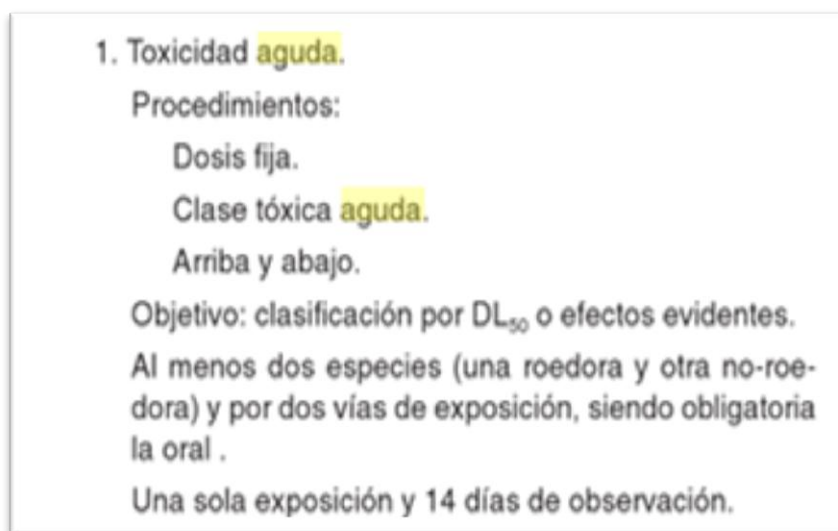 1. Toxicidad aguda.
Procedimientos:
Dosis fija.
Clase tóxica aguda.
Arriba y abajo.
Objetivo: clasificación por DL₅₀ o efectos evidentes.
Al menos dos especies (una roedora y otra no-roe-
dora) y por dos vías de exposición, siendo obligatoria
la oral .
Una sola exposición y 14 días de observación.